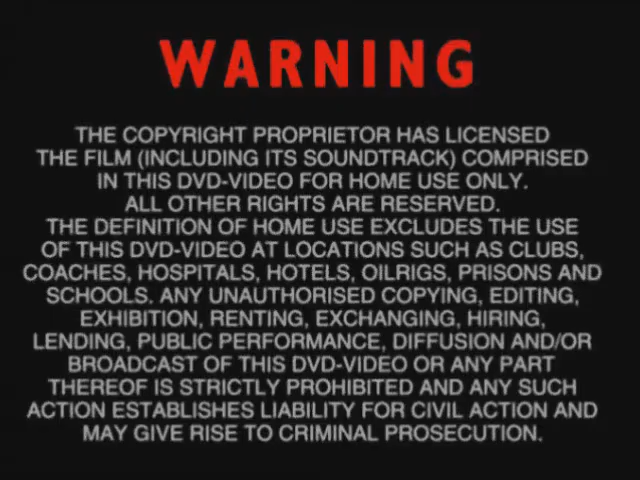 WARNING
THE COPYRIGHT PROPRIETOR HAS LICENSED
THE FILM (INCLUDING ITS SOUNDTRACK) COMPRISED
IN THIS DVD-VIDEO FOR HOME USE ONLY.
ALL OTHER RIGHTS ARE RESERVED.
THE DEFINITION OF HOME USE EXCLUDES THE USE
OF THIS DVD-VIDEO AT LOCATIONS SUCH AS CLUBS,
COACHES, HOSPITALS, HOTELS, OILRIGS, PRISONS AND
SCHOOLS. ANY UNAUTHORISED COPYING, EDITING,
EXHIBITION, RENTING, EXCHANGING, HIRING,
LENDING, PUBLIC PERFORMANCE, DIFFUSION AND/OR
BROADCAST OF THIS DVD-VIDEO OR ANY PART
THEREOF IS STRICTLY PROHIBITED AND ANY SUCH
ACTION ESTABLISHES LIABILITY FOR CIVIL ACTION AND
MAY GIVE RISE TO CRIMINAL PROSECUTION.